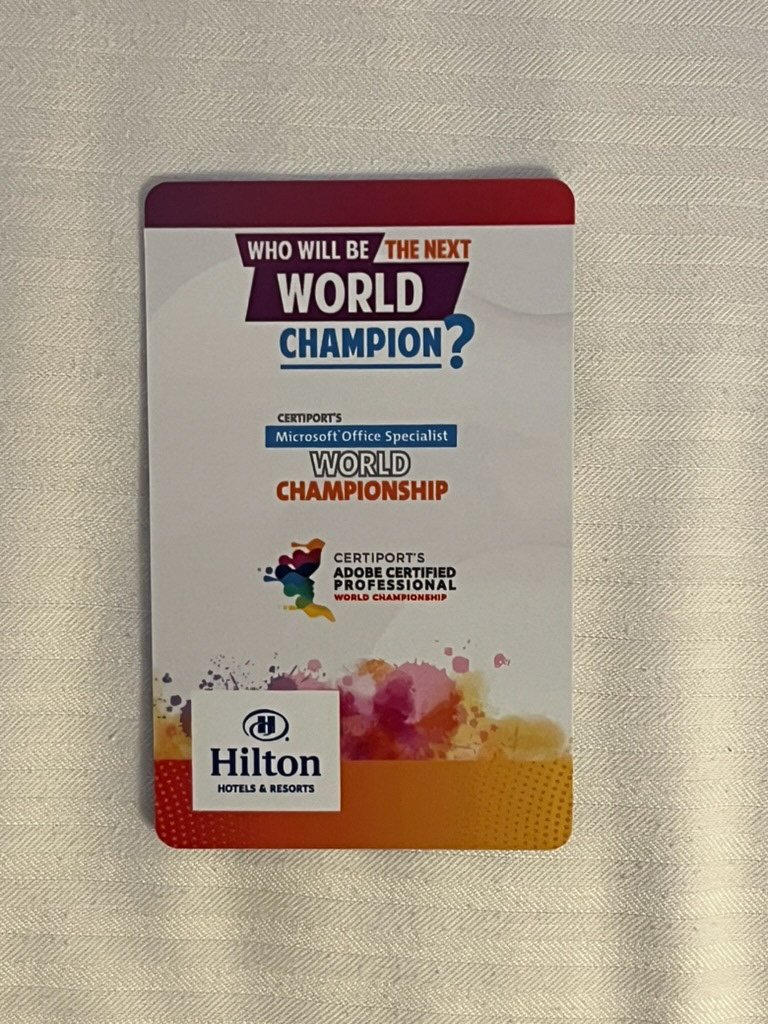 WHO WILL BE THE NEXT
WORLD
CHAMPION?
CERTIPORT'S
Microsoft Office Specialist
WORLD
CHAMPIONSHIP
CERTIPORT'S
ADOBE CERTIFIED
PROFESSIONAL
WORLD CHAMPIONSHIP
H
Hilton
HOTELS & RESORTS